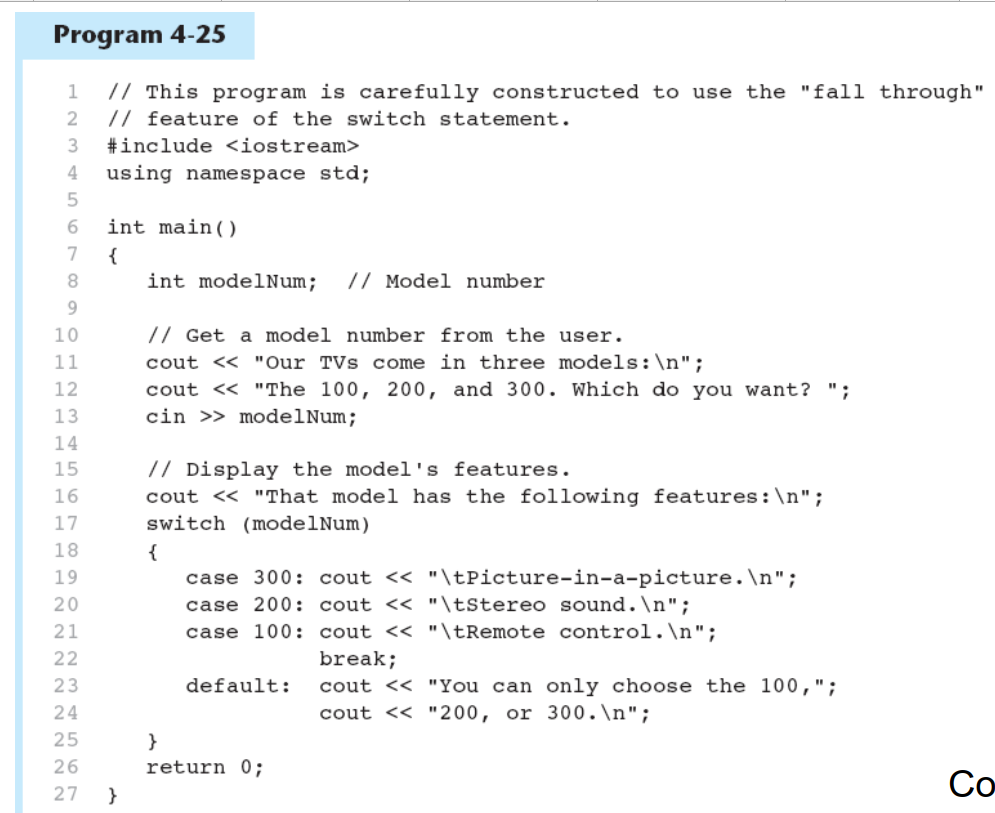 Program 4-25
1 // This program is carefully constructed to use the "fall through"
2 // feature of the switch statement.
3 #include <iostream>
4 using namespace std;
5
6 int main()
7 {
8    int modelNum;  // Model number
9
10    // Get a model number from the user.
11    cout << "Our TVs come in three models:\n";
12    cout << "The 100, 200, and 300. Which do you want? ";
13    cin >> modelNum;
14
15    // Display the model's features.
16    cout << "That model has the following features:\n";
17    switch (modelNum)
18    {
19       case 300: cout << "\tPicture-in-a-picture.\n";
20       case 200: cout << "\tStereo sound.\n";
21       case 100: cout << "\tRemote control.\n";
22                 break;
23       default:  cout << "You can only choose the 100,";
24                 cout << "200, or 300.\n";
25    }
26    return 0;
27 }
Co